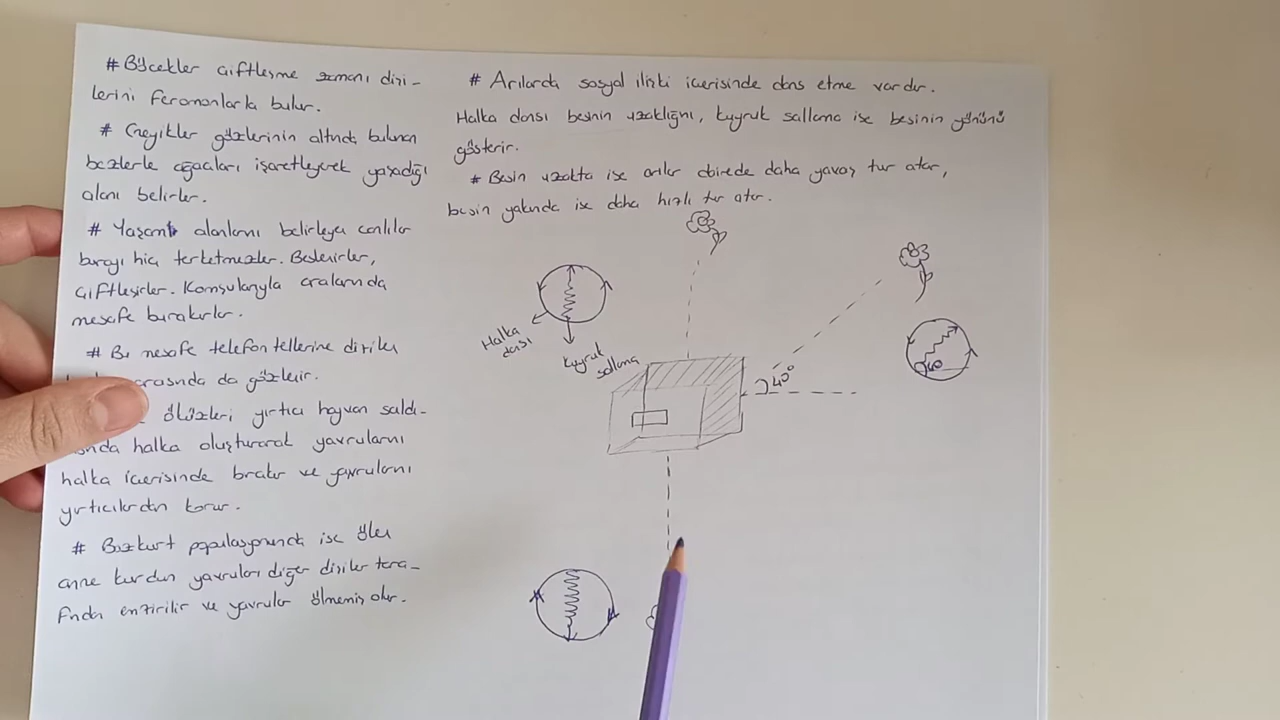 # Böcekler çiftleşme zamanı dişi-
lerini feromonlarla bulur.
# Geyikler gözlerinin altında bulunan
bezlerle ağaçları işaretleyerek yaşadığı
alanı belirler.
# Yaşam alanlarını belirleyen canlılar
burayı hiç terketmezler. Beslenirler,
çiftleşirler. Komşularıyla aralarında
mesafe bırakırlar.
# Bu mesafe telefon tellerine dizilen
arasında da gözlenir.
öküzleri yırtıcı hayvan saldı-
halka oluşturarak yavrularını
halka içerisinde bırakır ve yavrularını
yırtıcılardan korur.
# Bozkurt populasyonunda ise ölen
anne kurdun yavruları diğer dişiler tara-
fından emzirilir ve yavrular ölmemiş olur.
# Arılarda sosyal ilişki içerisinde dans etme vardır.
Halka dansı besinin uzaklığını, kuyruk sallama ise besinin yönünü
gösterir.
# Besin uzakta ise arılar dairede daha yavaş tur atar,
besin yakında ise daha hızlı tur atar.
Halka
dansı
Kuyruk
sallama
40°
40